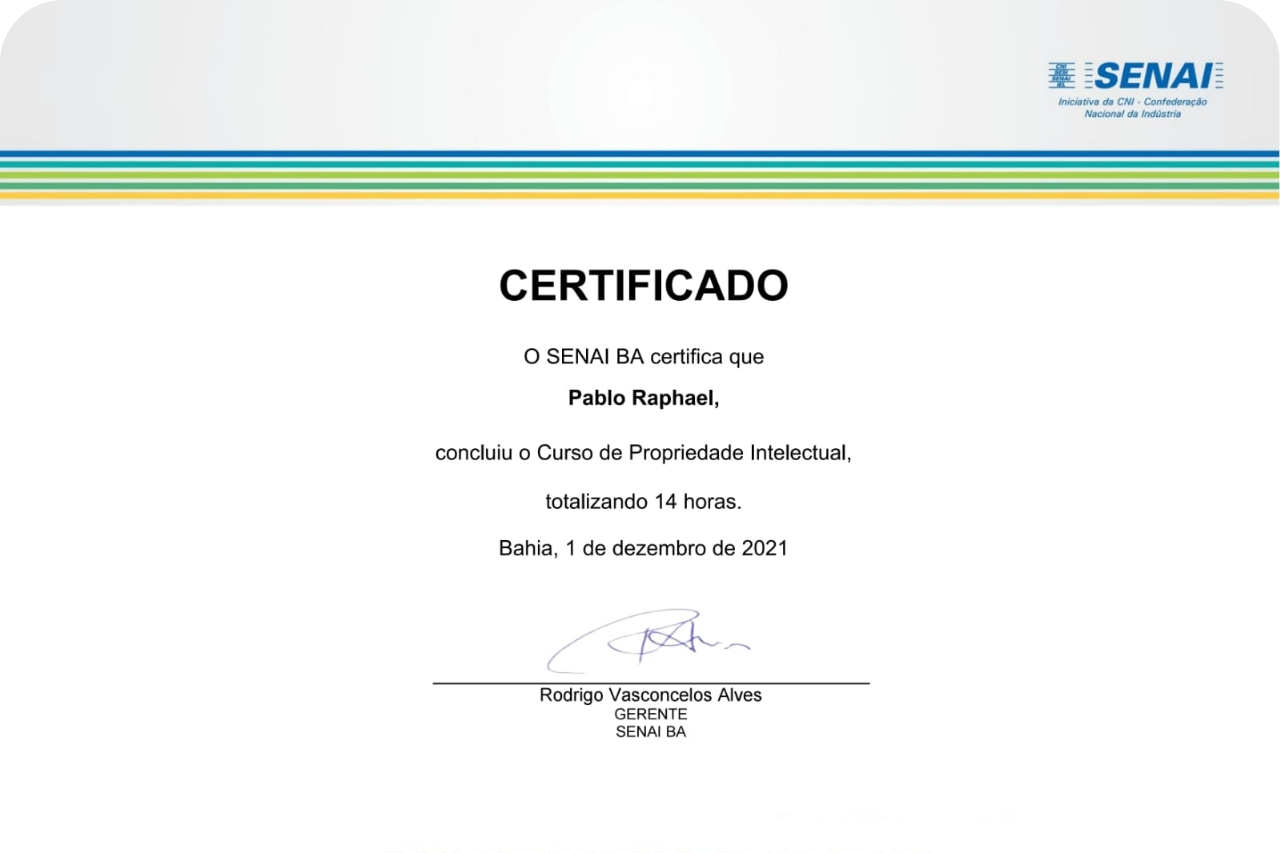 CNI
SESI
SENAI
IEL
SENAI
Iniciativa da CNI - Confederação
Nacional da Indústria
CERTIFICADO
O SENAI BA certifica que
Pablo Raphael,
concluiu o Curso de Propriedade Intelectual,
totalizando 14 horas.
Bahia, 1 de dezembro de 2021
Rodrigo Vasconcelos Alves
GERENTE
SENAI BA